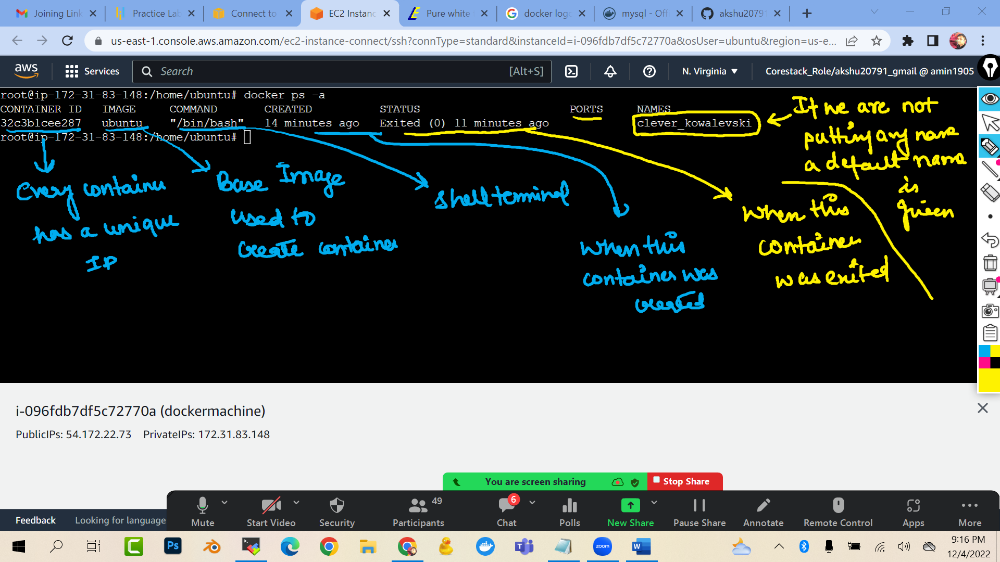 Joining Link
Practice Lab
Connect to
EC2 Instanc
Pure white
docker logo
mysql - Offi
akshu20791
us-east-1.console.aws.amazon.com/ec2-instance-connect/ssh?connType=standard&instanceId=i-096fdb7df5c72770a&osUser=ubuntu&region=us-e...
aws
Services
Search
[Alt+S]
N. Virginia
Corestack_Role/akshu20791_gmail @ amin1905
root@ip-172-31-83-148:/home/ubuntu# docker ps -a
CONTAINER ID IMAGE COMMAND CREATED STATUS PORTS NAMES
32c3b1cee287 ubuntu "/bin/bash" 14 minutes ago Exited (0) 11 minutes ago clever_kowalevski
root@ip-172-31-83-148:/home/ubuntu#
Every container
has a unique
IP
Base Image
used to
create container
shell terminal
When this
container was
created
When this
container
was exited
If we are not
putting any name
a default name
is
given
i-096fdb7df5c72770a (dockermachine)
PublicIPs: 54.172.22.73 PrivateIPs: 172.31.83.148
You are screen sharing
Stop Share
Feedback
Looking for language
Mute
Start Video
Security
49
Participants
6
Chat
Polls
New Share
Pause Share
Annotate
Remote Control
Apps
More
Ps
zoom
W
9:16 PM
12/4/2022